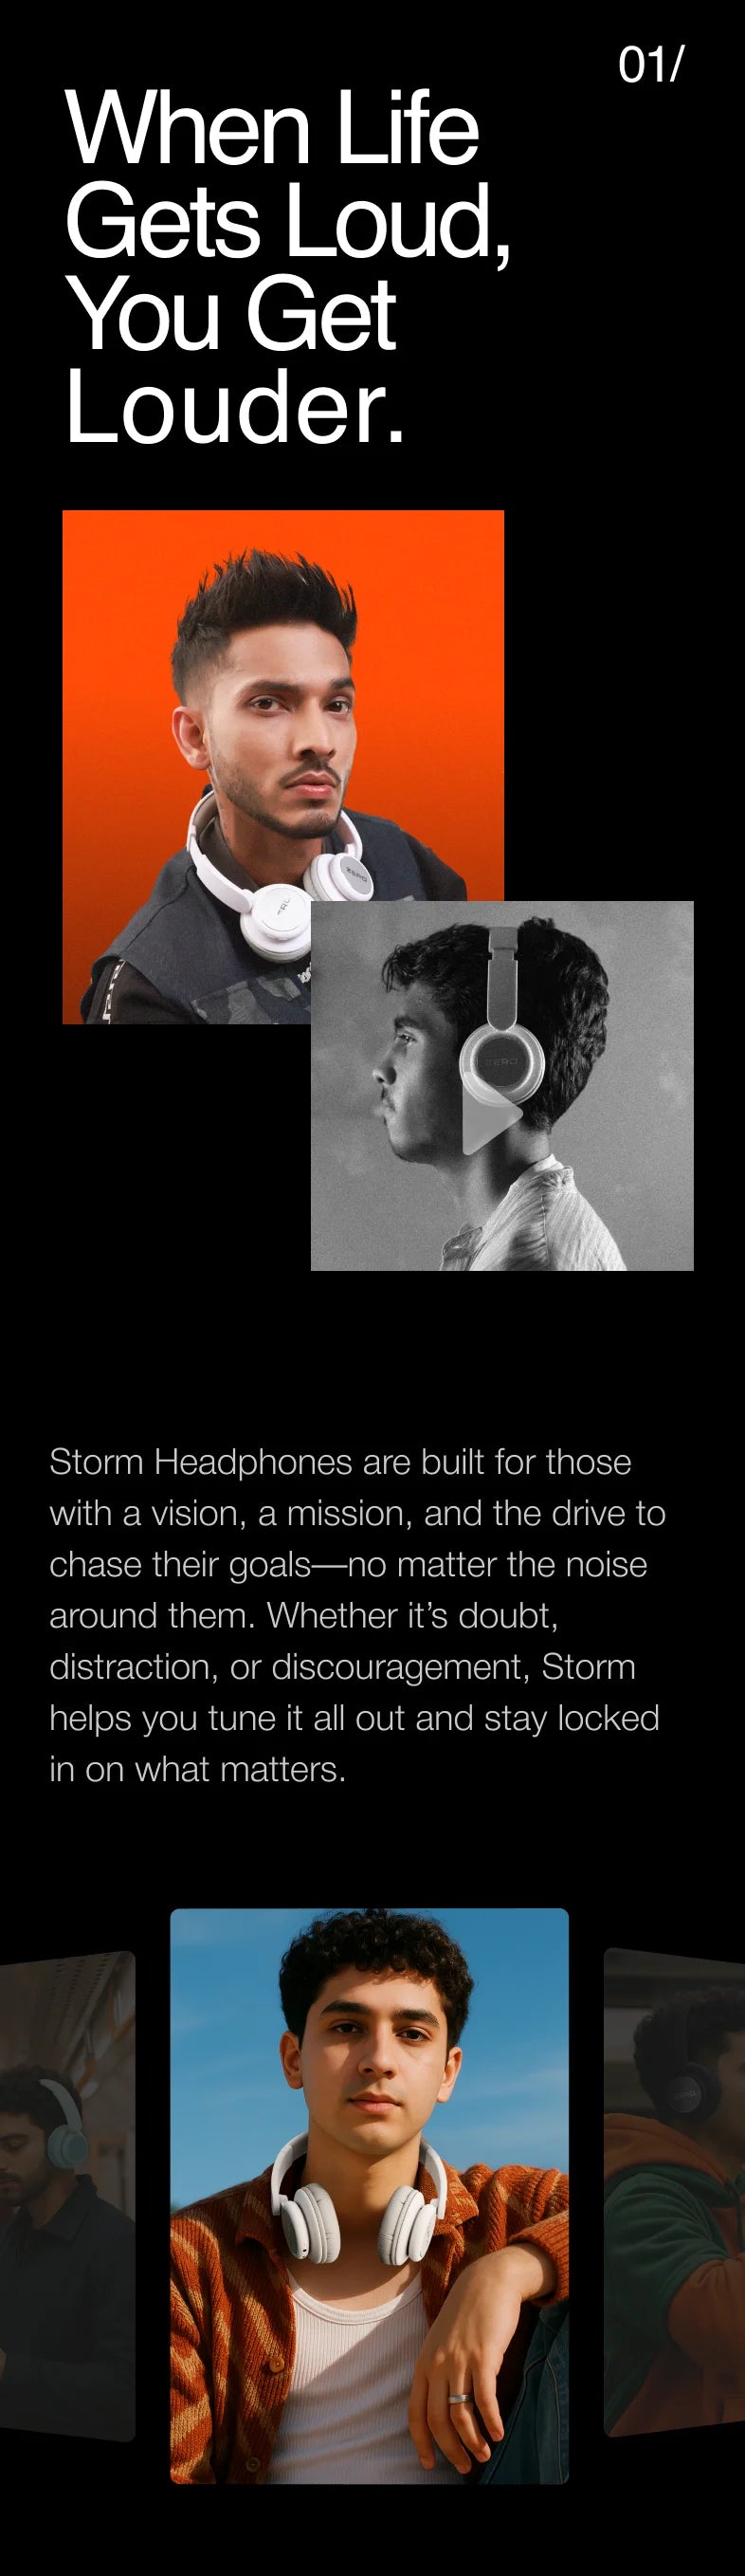 01/
When Life
Gets Loud,
You Get
Louder.
ZERO
ZERO
Storm Headphones are built for those
with a vision, a mission, and the drive to
chase their goals—no matter the noise
around them. Whether it’s doubt,
distraction, or discouragement, Storm
helps you tune it all out and stay locked
in on what matters.